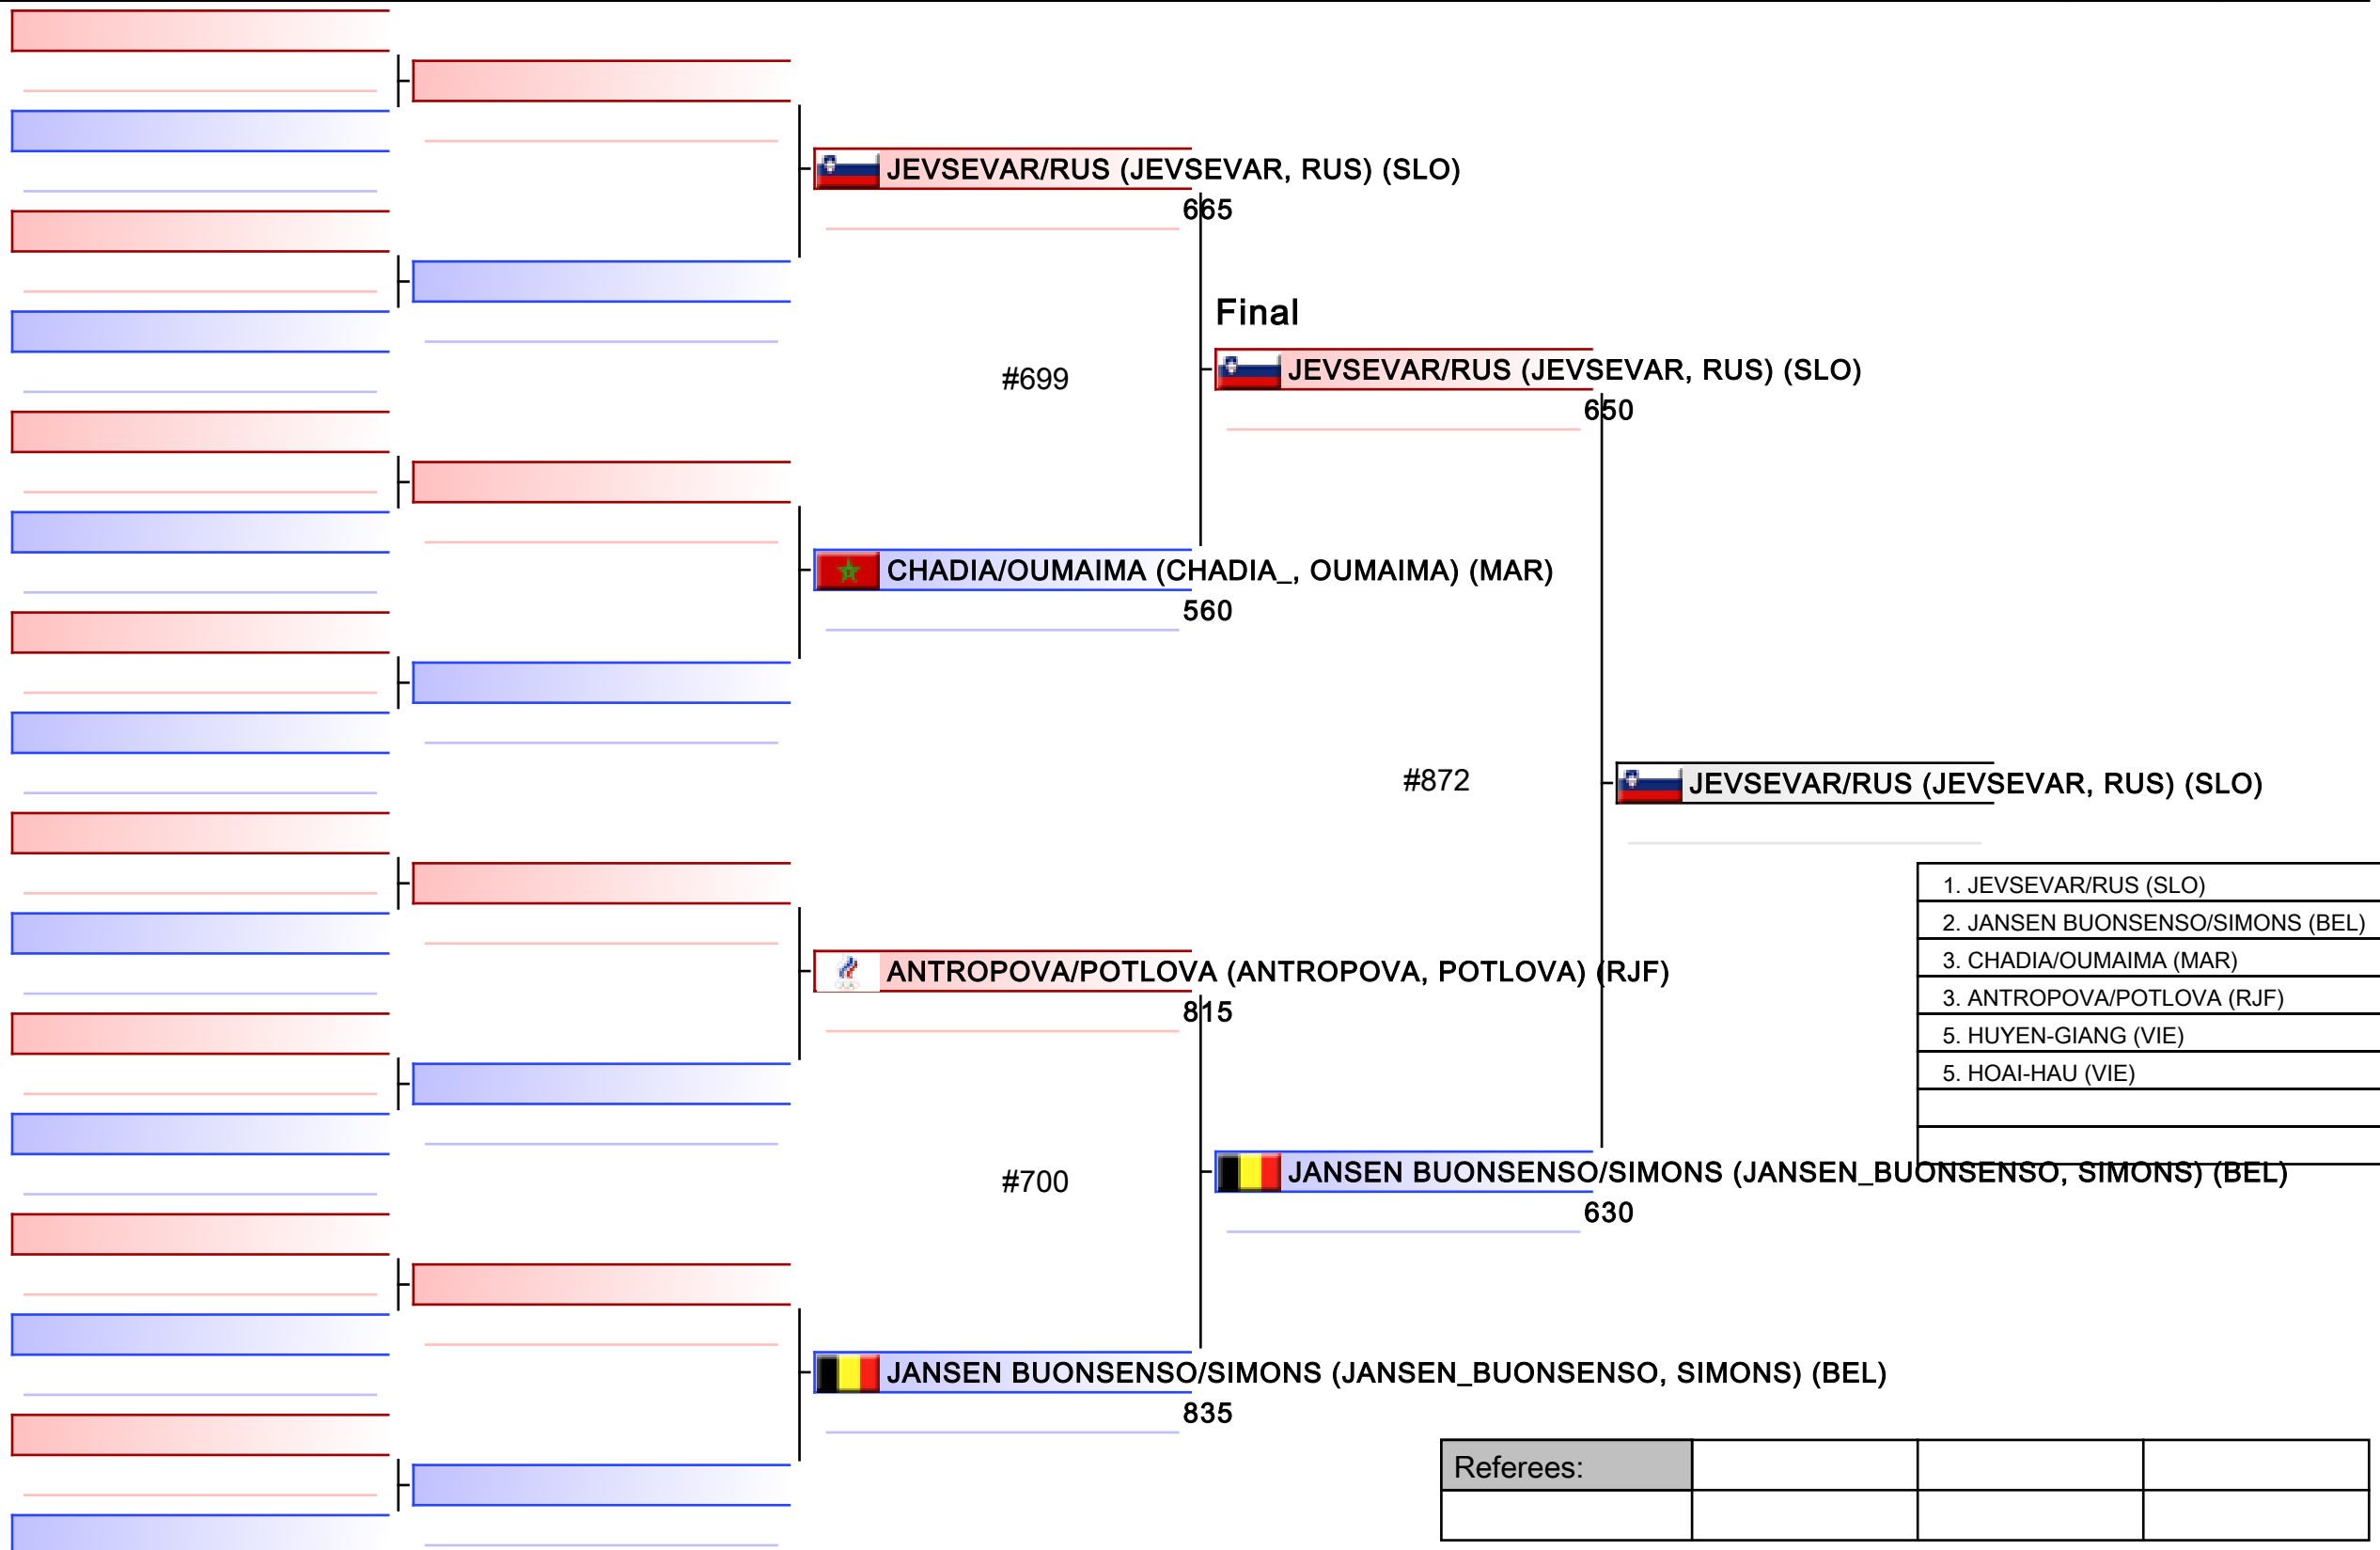 JEVSEVAR/RUS (JEVSEVAR, RUS) (SLO)
665
Final
#699
JEVSEVAR/RUS (JEVSEVAR, RUS) (SLO)
650
CHADIA/OUMAIMA (CHADIA_, OUMAIMA) (MAR)
560
#872
JEVSEVAR/RUS (JEVSEVAR, RUS) (SLO)
1. JEVSEVAR/RUS (SLO)
2. JANSEN BUONSENSO/SIMONS (BEL)
3. CHADIA/OUMAIMA (MAR)
3. ANTROPOVA/POTLOVA (RJF)
5. HUYEN-GIANG (VIE)
5. HOAI-HAU (VIE)
ANTROPOVA/POTLOVA (ANTROPOVA, POTLOVA) (RJF)
815
#700
JANSEN BUONSENSO/SIMONS (JANSEN_BUONSENSO, SIMONS) (BEL)
630
JANSEN BUONSENSO/SIMONS (JANSEN_BUONSENSO, SIMONS) (BEL)
835
Referees: